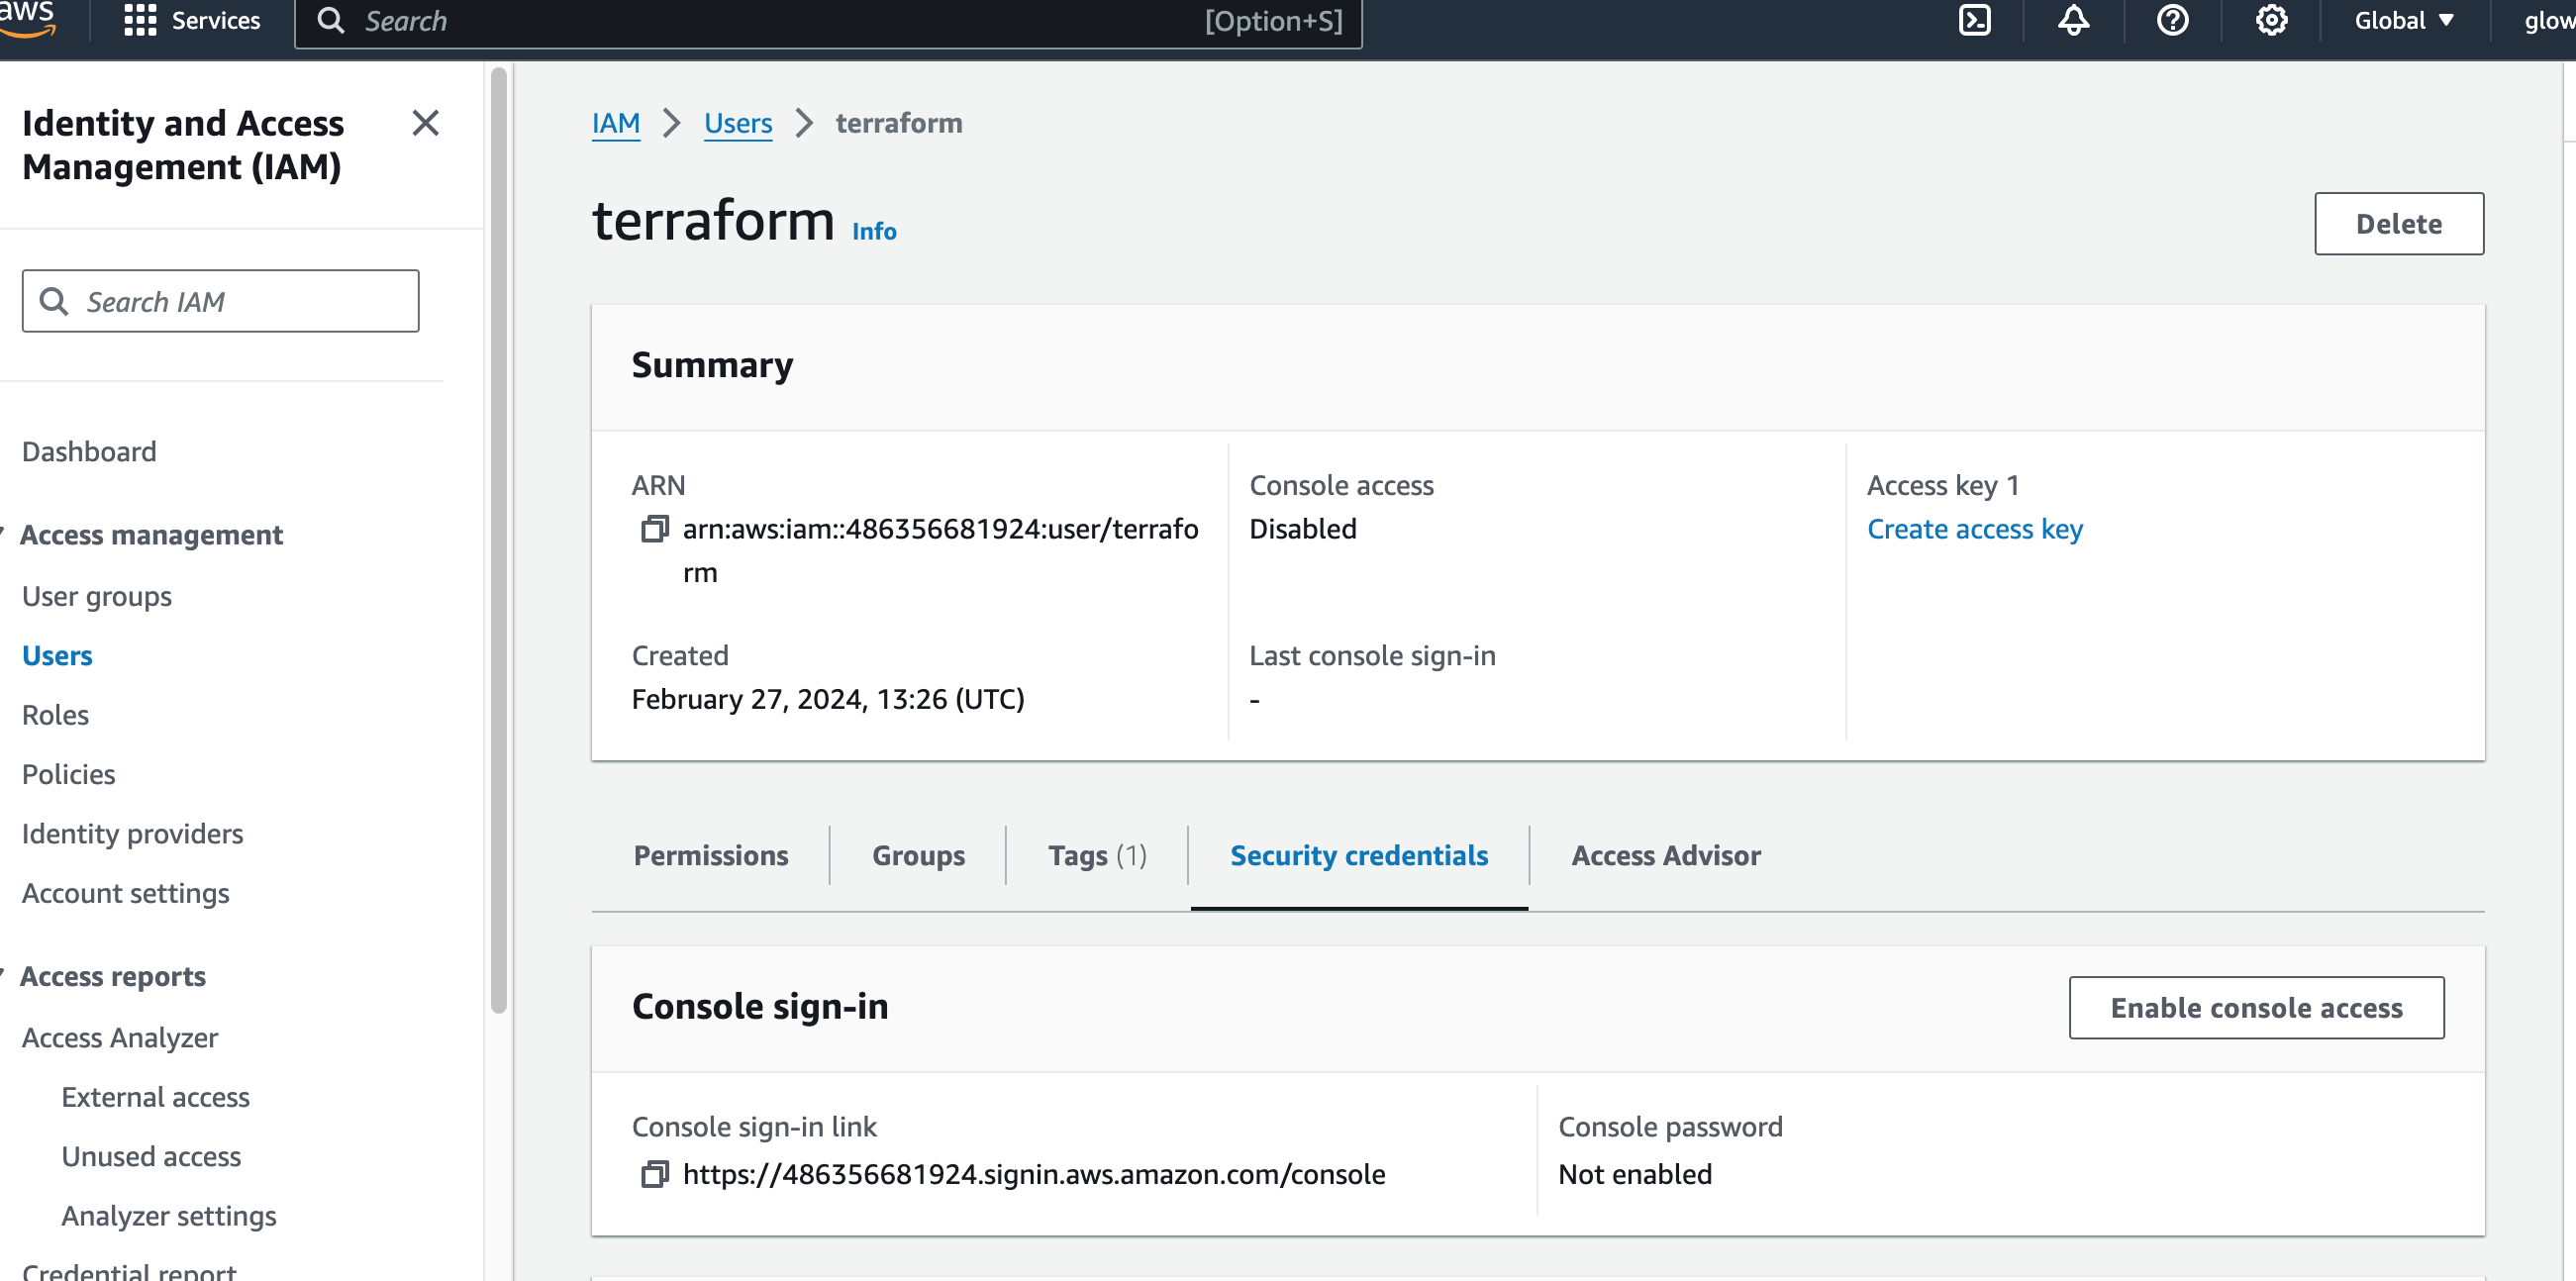 aws
Services
Search
[Option+S]
Global
glow
Identity and Access
Management (IAM)
Search IAM
Dashboard
Access management
User groups
Users
Roles
Policies
Identity providers
Account settings
Access reports
Access Analyzer
External access
Unused access
Analyzer settings
Credential report
IAM
Users
terraform
terraform
Info
Delete
Summary
ARN
arn:aws:iam::486356681924:user/terrafo
rm
Console access
Disabled
Access key 1
Create access key
Created
February 27, 2024, 13:26 (UTC)
Last console sign-in
-
Permissions
Groups
Tags (1)
Security credentials
Access Advisor
Console sign-in
Enable console access
Console sign-in link
https://486356681924.signin.aws.amazon.com/console
Console password
Not enabled